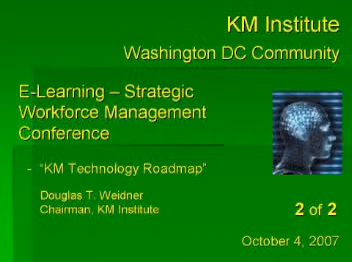 KM Institute
Washington DC Community
E-Learning – Strategic
Workforce Management
Conference
- "KM Technology Roadmap"
Douglas T. Weidner
Chairman, KM Institute
2 of 2
October 4, 2007